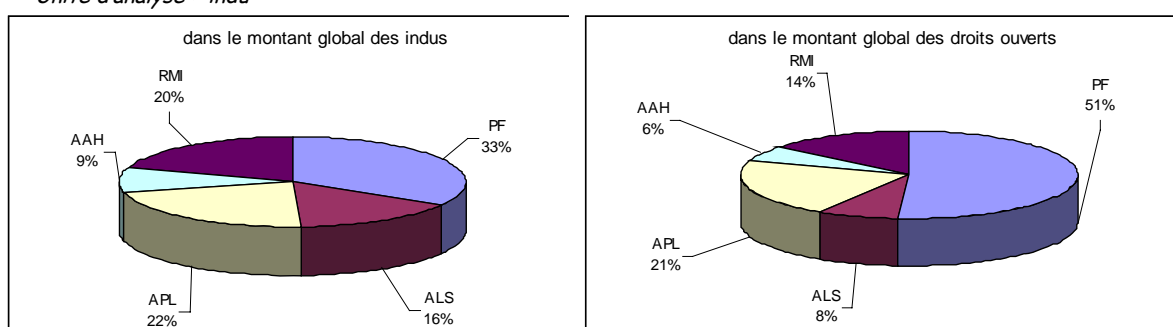 dans le montant global des indus
RMI
20%
AAH
9%
PF
33%
APL
22%
ALS
16%
dans le montant global des droits ouverts
RMI
14%
AAH
6%
PF
51%
APL
21%
ALS
8%